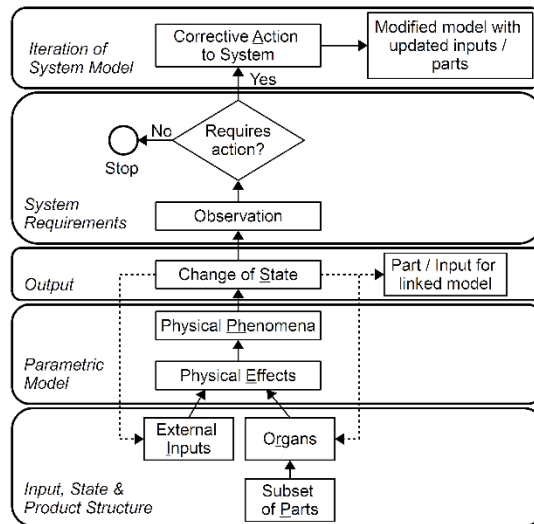 Iteration of
System Model
Corrective Action
to System
Modified model with
updated inputs /
parts
Yes
No
Requires
action?
Stop
System
Requirements
Observation
Output
Change of State
Part / Input for
linked model
Physical Phenomena
Parametric
Model
Physical Effects
External
Inputs
Organs
Input, State &
Product Structure
Subset
of Parts